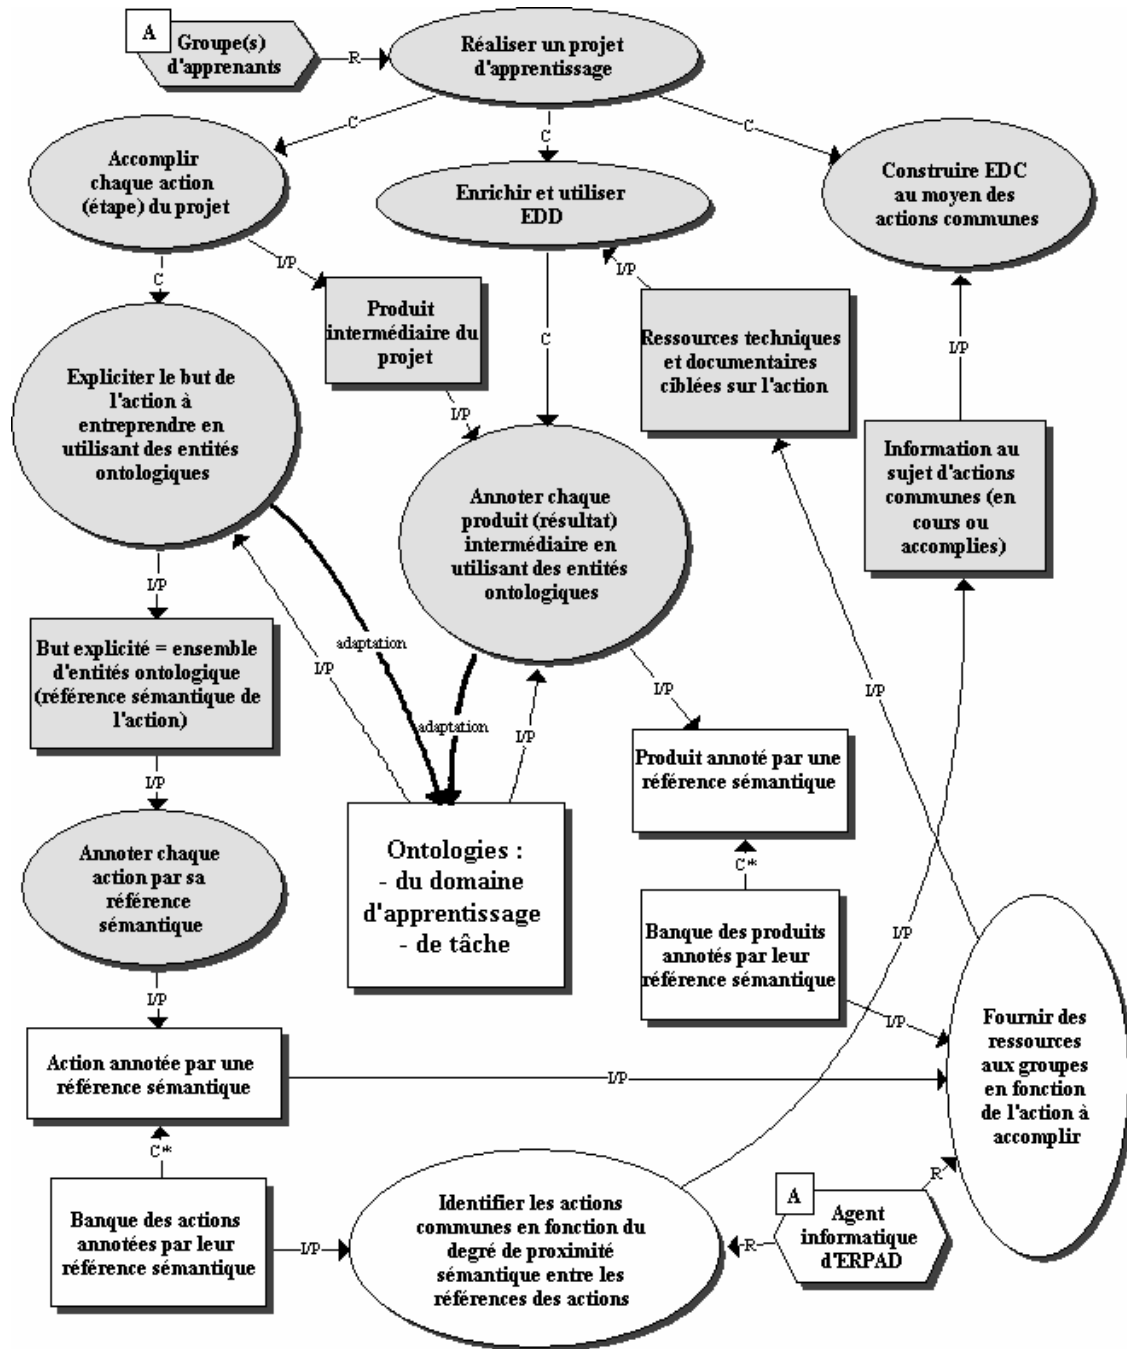 A
Groupe(s)
d'apprenants
R
Réaliser un projet
d'apprentissage
C
C
C
Accomplir
chaque action
(étape) du projet
Enrichir et utiliser
EDD
Construire EDC
au moyen des
actions communes
C
I/P
I/P
C
I/P
Produit
intermédiaire du
projet
Ressources techniques
et documentaires
ciblées sur l'action
Expliciter le but de
l'action à
entreprendre en
utilisant des entités
ontologiques
I/P
Information au
sujet d'actions
communes (en
cours ou
accomplies)
Annoter chaque
produit (résultat)
intermédiaire en
utilisant des entités
ontologiques
I/P
But explicité = ensemble
d'entités ontologique
(référence sémantique de
l'action)
adaptation
I/P
I/P
I/P
adaptation
I/P
Produit annoté par une
référence sémantique
I/P
Ontologies :
- du domaine
d'apprentissage
- de tâche
C*
Annoter chaque
action par sa
référence
sémantique
Banque des produits
annotés par leur
référence sémantique
I/P
I/P
I/P
Fournir des
ressources
aux groupes
en fonction
de l'action à
accomplir
Action annotée par une
référence sémantique
I/P
C*
R
A
Agent
informatique
d'ERPAD
R
Banque des actions
annotées par leur
référence sémantique
I/P
Identifier les actions
communes en fonction du
degré de proximité
sémantique entre les
références des actions